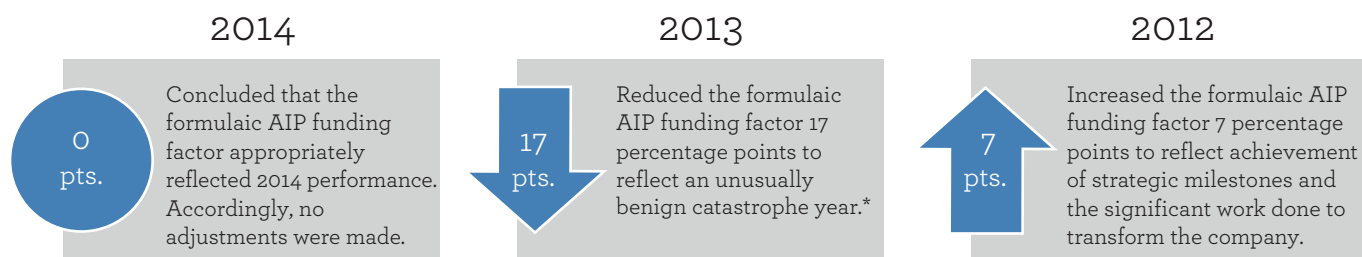 2014
0
pts.
Concluded that the
formulaic AIP funding
factor appropriately
reflected 2014 performance.
Accordingly, no
adjustments were made.
2013
17
pts.
Reduced the formulaic
AIP funding factor 17
percentage points to
reflect an unusually
benign catastrophe year.*
2012
7
pts.
Increased the formulaic AIP
funding factor 7 percentage
points to reflect achievement
of strategic milestones and
the significant work done to
transform the company.